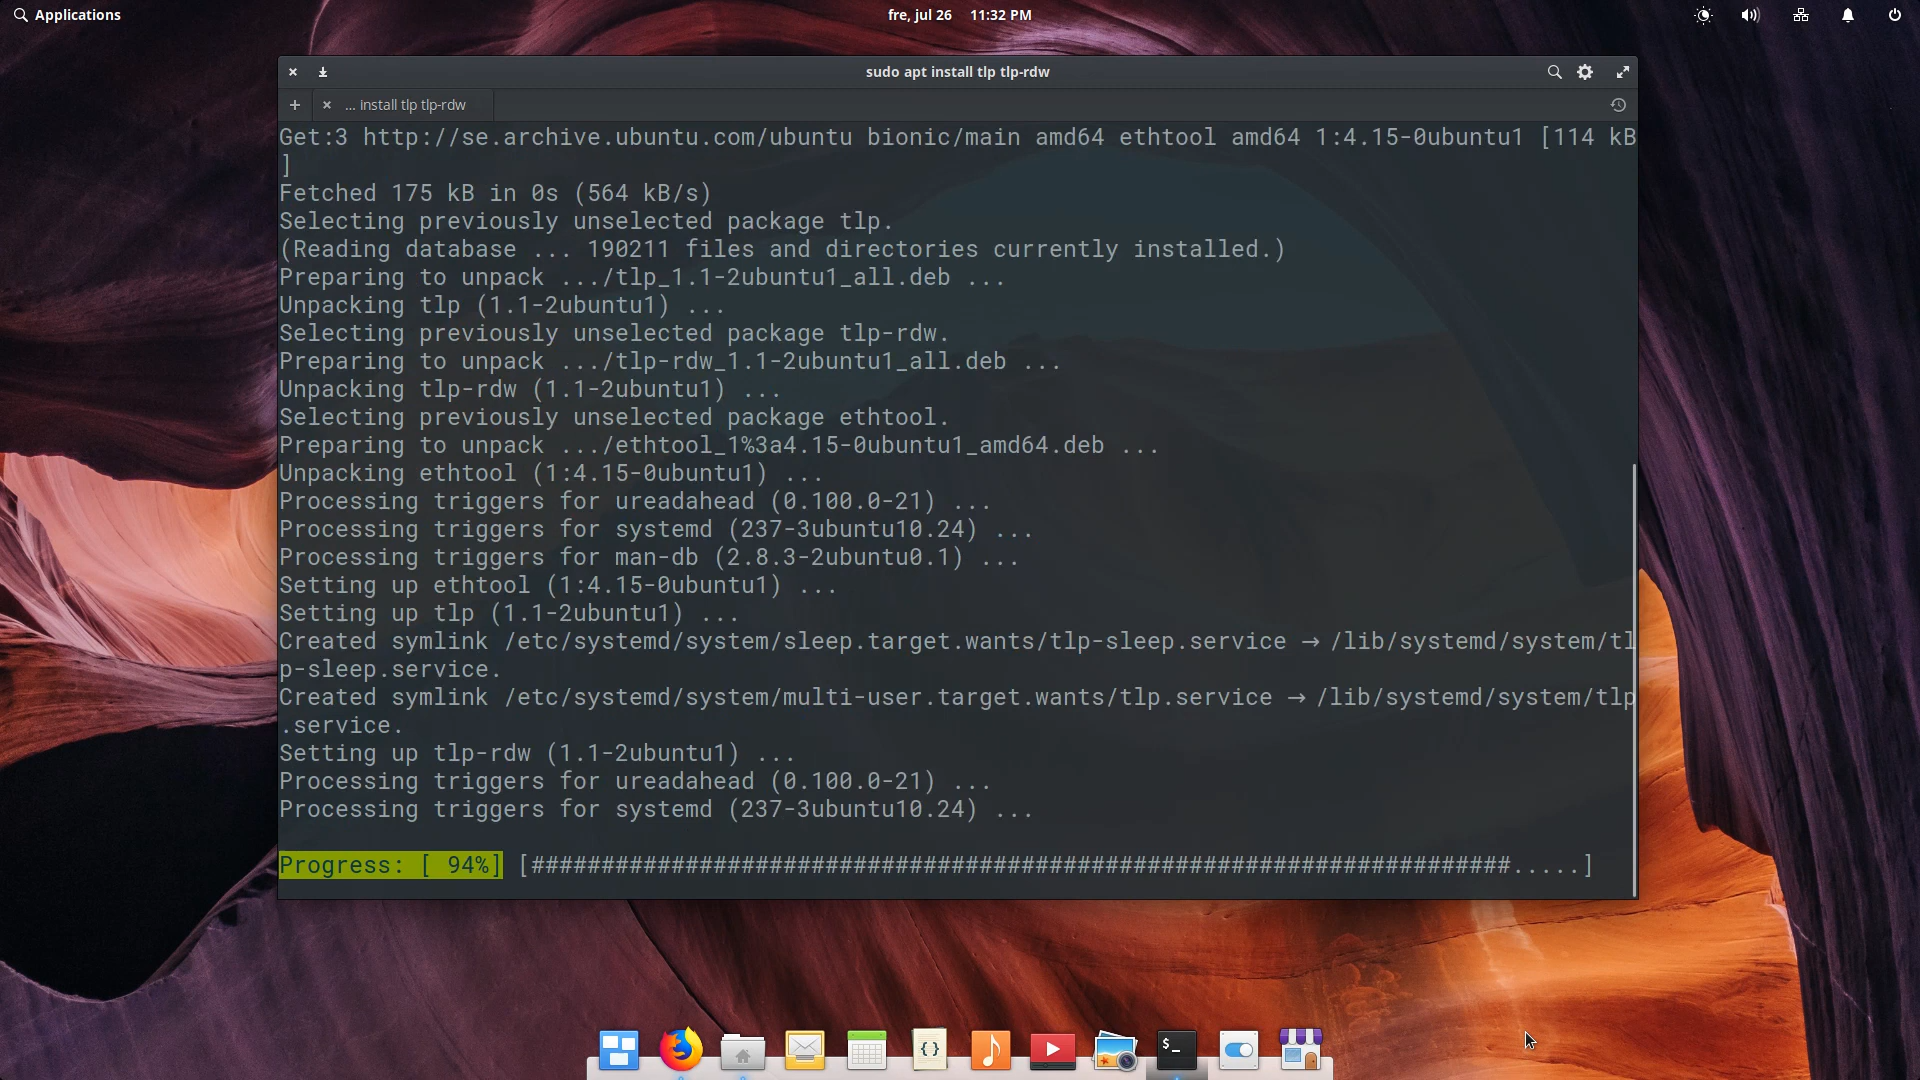 Applications
fre, jul 26 11:32 PM
sudo apt install tlp tlp-rdw
... install tlp tlp-rdw
Get:3 http://se.archive.ubuntu.com/ubuntu bionic/main amd64 ethtool amd64 1:4.15-0ubuntu1 [114 kB
]
Fetched 175 kB in 0s (564 kB/s)
Selecting previously unselected package tlp.
(Reading database ... 190211 files and directories currently installed.)
Preparing to unpack .../tlp_1.1-2ubuntu1_all.deb ...
Unpacking tlp (1.1-2ubuntu1) ...
Selecting previously unselected package tlp-rdw.
Preparing to unpack .../tlp-rdw_1.1-2ubuntu1_all.deb ...
Unpacking tlp-rdw (1.1-2ubuntu1) ...
Selecting previously unselected package ethtool.
Preparing to unpack .../ethtool_1%3a4.15-0ubuntu1_amd64.deb ...
Unpacking ethtool (1:4.15-0ubuntu1) ...
Processing triggers for ureadahead (0.100.0-21) ...
Processing triggers for systemd (237-3ubuntu10.24) ...
Processing triggers for man-db (2.8.3-2ubuntu0.1) ...
Setting up ethtool (1:4.15-0ubuntu1) ...
Setting up tlp (1.1-2ubuntu1) ...
Created symlink /etc/systemd/system/sleep.target.wants/tlp-sleep.service → /lib/systemd/system/tl
p-sleep.service.
Created symlink /etc/systemd/system/multi-user.target.wants/tlp.service → /lib/systemd/system/tlp
.service.
Setting up tlp-rdw (1.1-2ubuntu1) ...
Processing triggers for ureadahead (0.100.0-21) ...
Processing triggers for systemd (237-3ubuntu10.24) ...
Progress: [ 94%] [######################################################################.....]
{}
$_